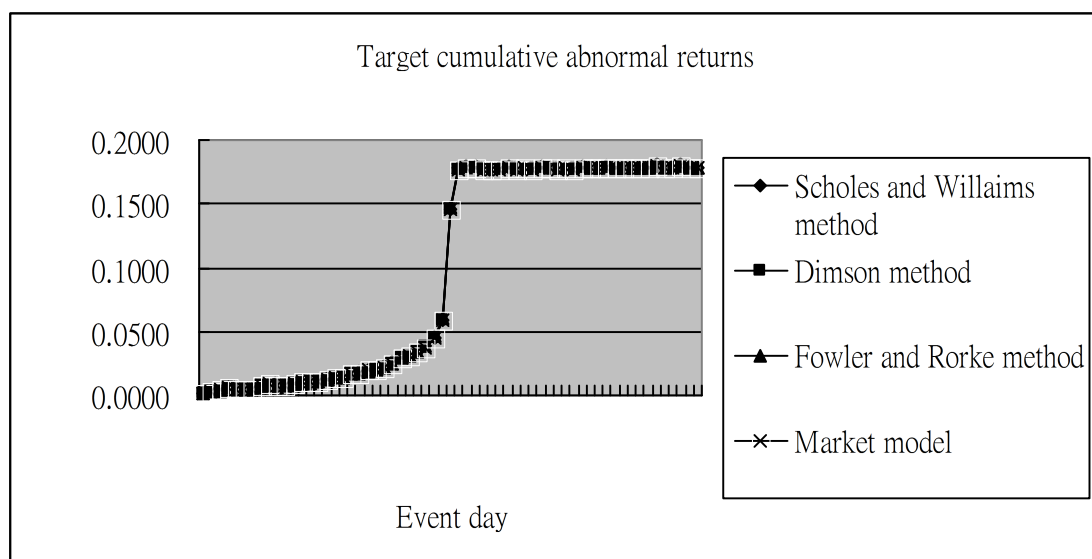 Target cumulative abnormal returns
0.2000
0.1500
0.1000
0.0500
0.0000
Event day
Scholes and Willaims
method
Dimson method
Fowler and Rorke method
Market model